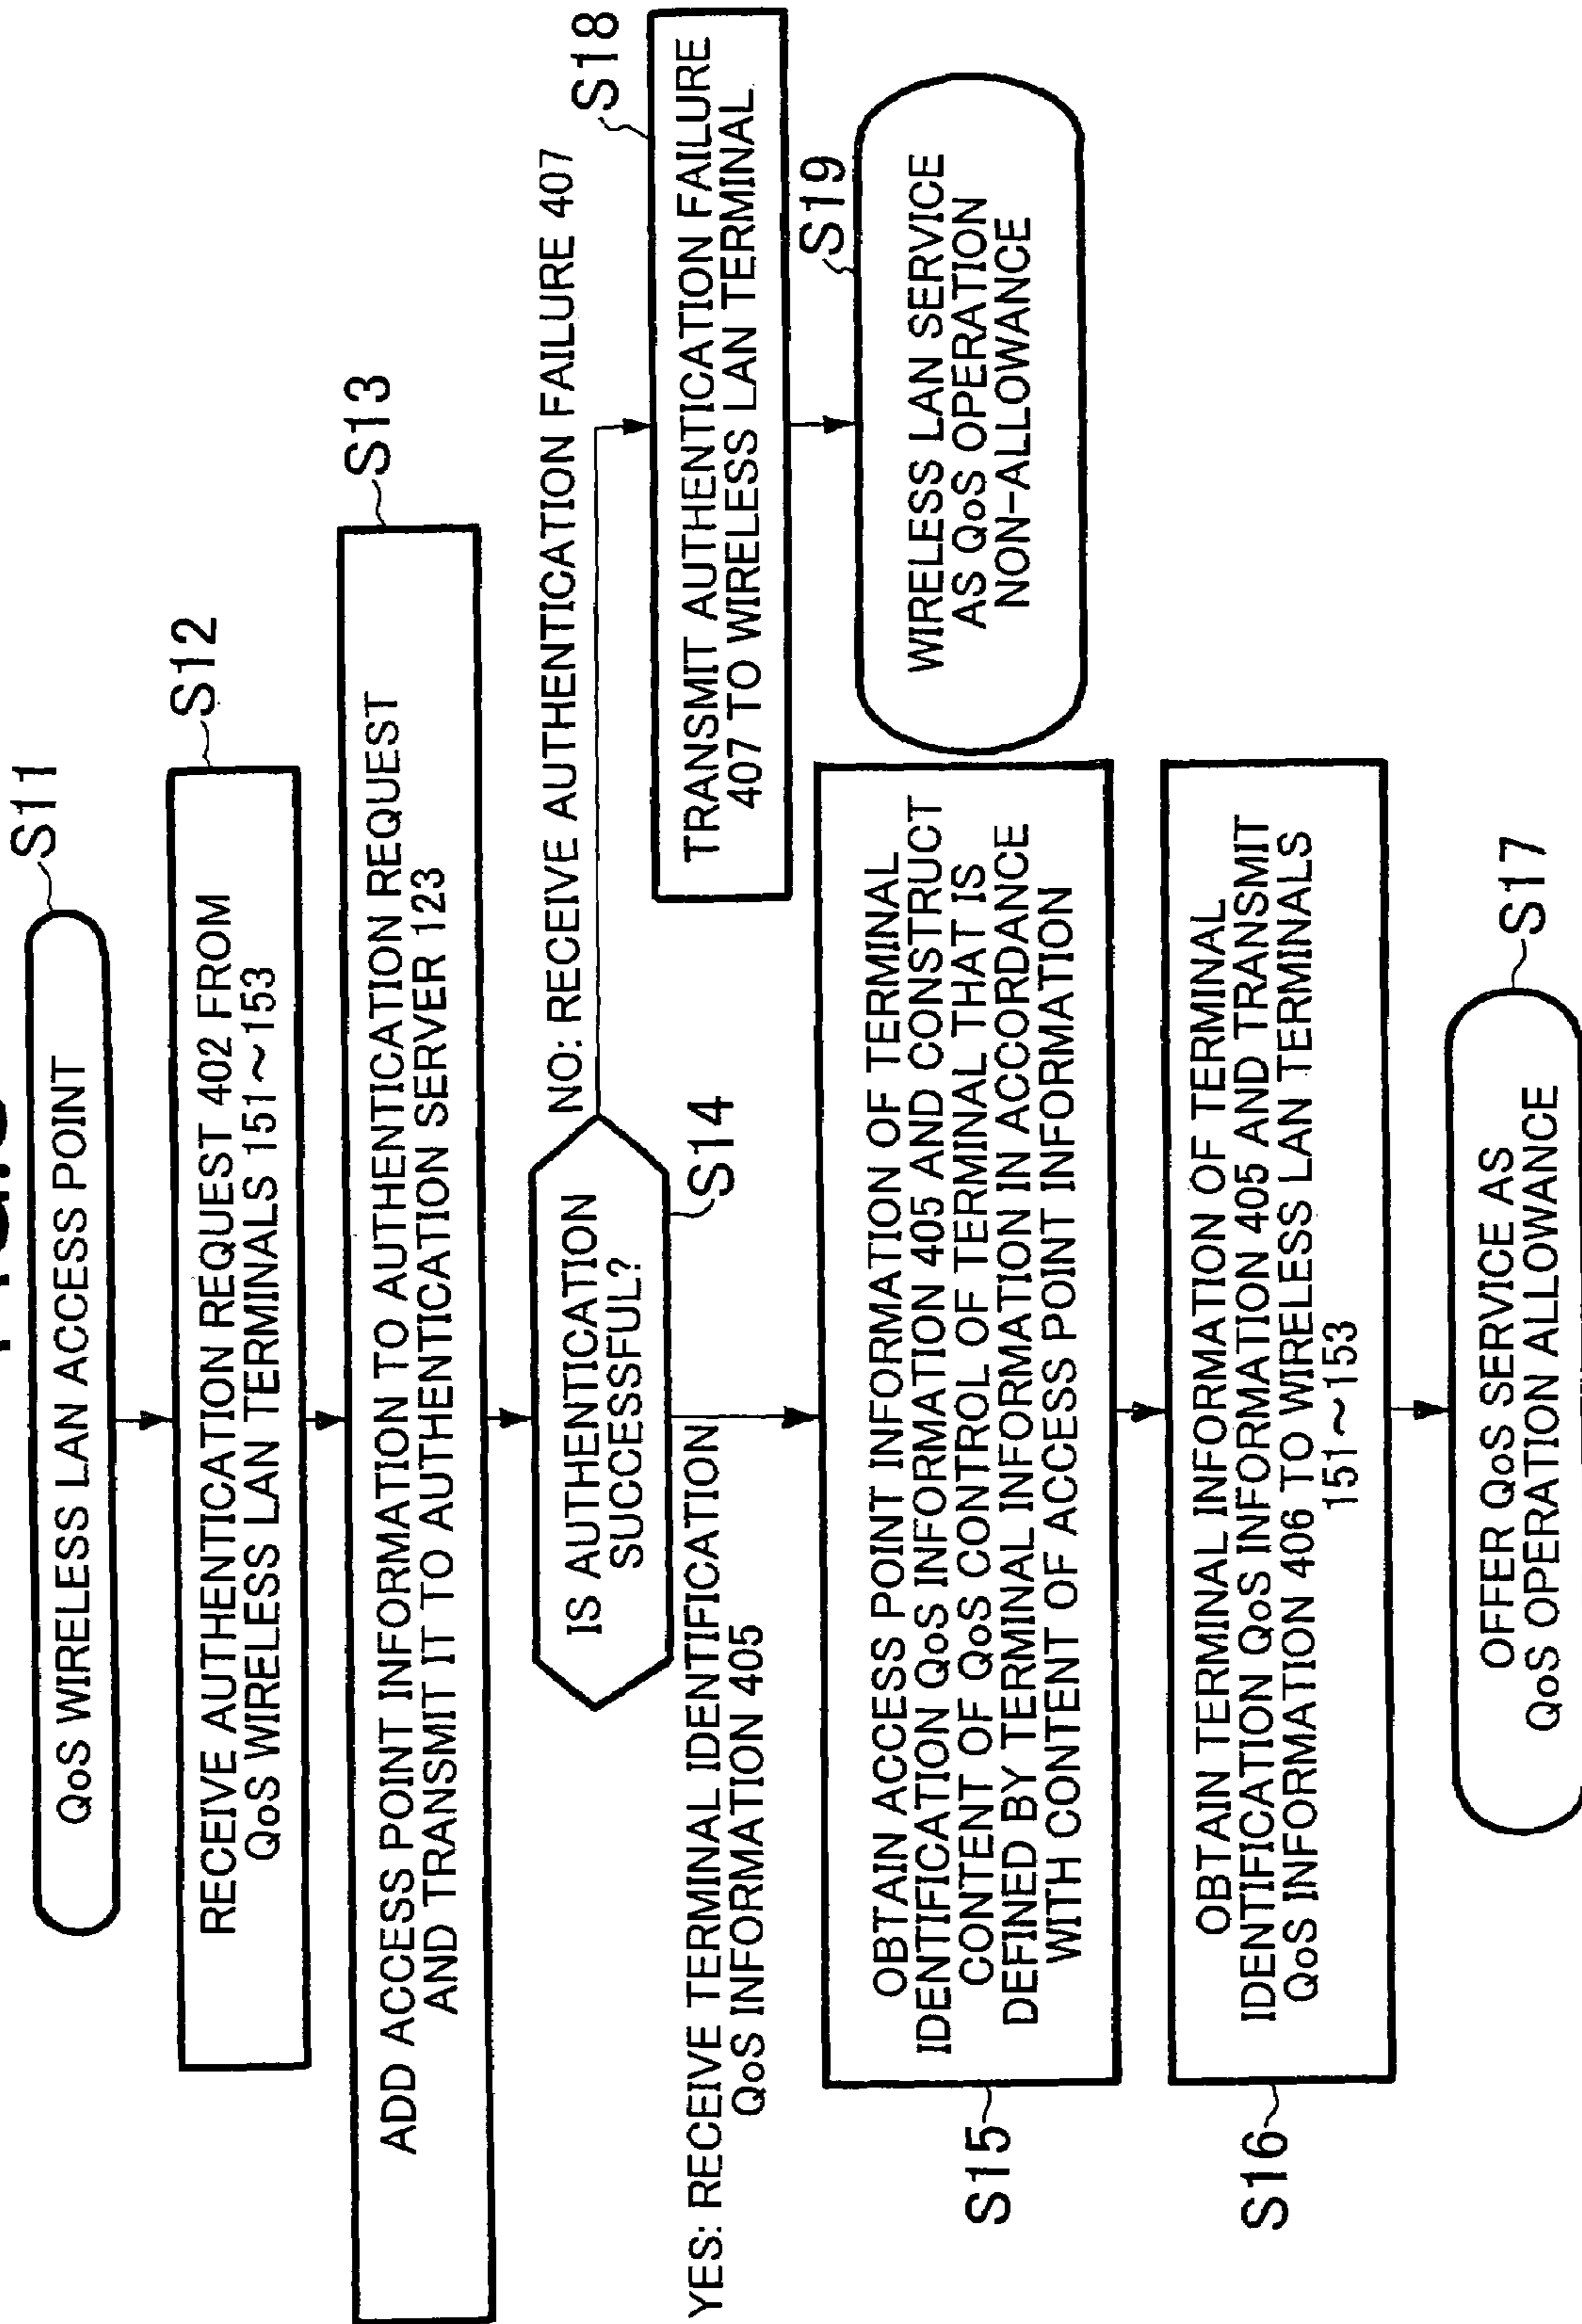 QoS WIRELESS LAN ACCESS POINT
S11
RECEIVE AUTHENTICATION REQUEST 402 FROM
QoS WIRELESS LAN TERMINALS 151~153
S12
ADD ACCESS POINT INFORMATION TO AUTHENTICATION REQUEST
AND TRANSMIT IT TO AUTHENTICATION SERVER 123
S13
IS AUTHENTICATION
SUCCESSFUL?
S14
NO: RECEIVE AUTHENTICATION FAILURE 407
TRANSMIT AUTHENTICATION FAILURE
407 TO WIRELESS LAN TERMINAL
S18
WIRELESS LAN SERVICE
AS QoS OPERATION
NON-ALLOWANCE
S19
YES: RECEIVE TERMINAL IDENTIFICATION
QoS INFORMATION 405
OBTAIN ACCESS POINT INFORMATION OF TERMINAL
IDENTIFICATION QoS INFORMATION 405 AND CONSTRUCT
CONTENT OF QoS CONTROL OF TERMINAL THAT IS
DEFINED BY TERMINAL INFORMATION IN ACCORDANCE
WITH CONTENT OF ACCESS POINT INFORMATION
S15
OBTAIN TERMINAL INFORMATION OF TERMINAL
IDENTIFICATION QoS INFORMATION 405 AND TRANSMIT
QoS INFORMATION 406 TO WIRELESS LAN TERMINALS
151~153
S16
OFFER QoS SERVICE AS
QoS OPERATION ALLOWANCE
S17